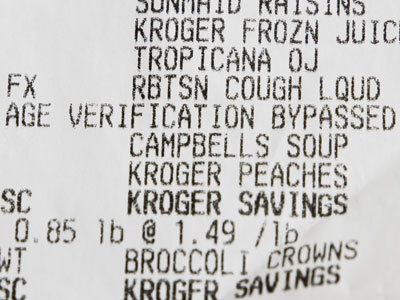 SUNMAID RAISINS
KROGER FROZN JUIC
TROPICANA OJ
FX RBTSN COUGH LQUD
AGE VERIFICATION BYPASSED
CAMPBELLS SOUP
KROGER PEACHES
SC KROGER SAVINGS
0.85 lb @ 1.49 /lb
WT BROCCOLI CROWNS
SC KROGER SAVINGS